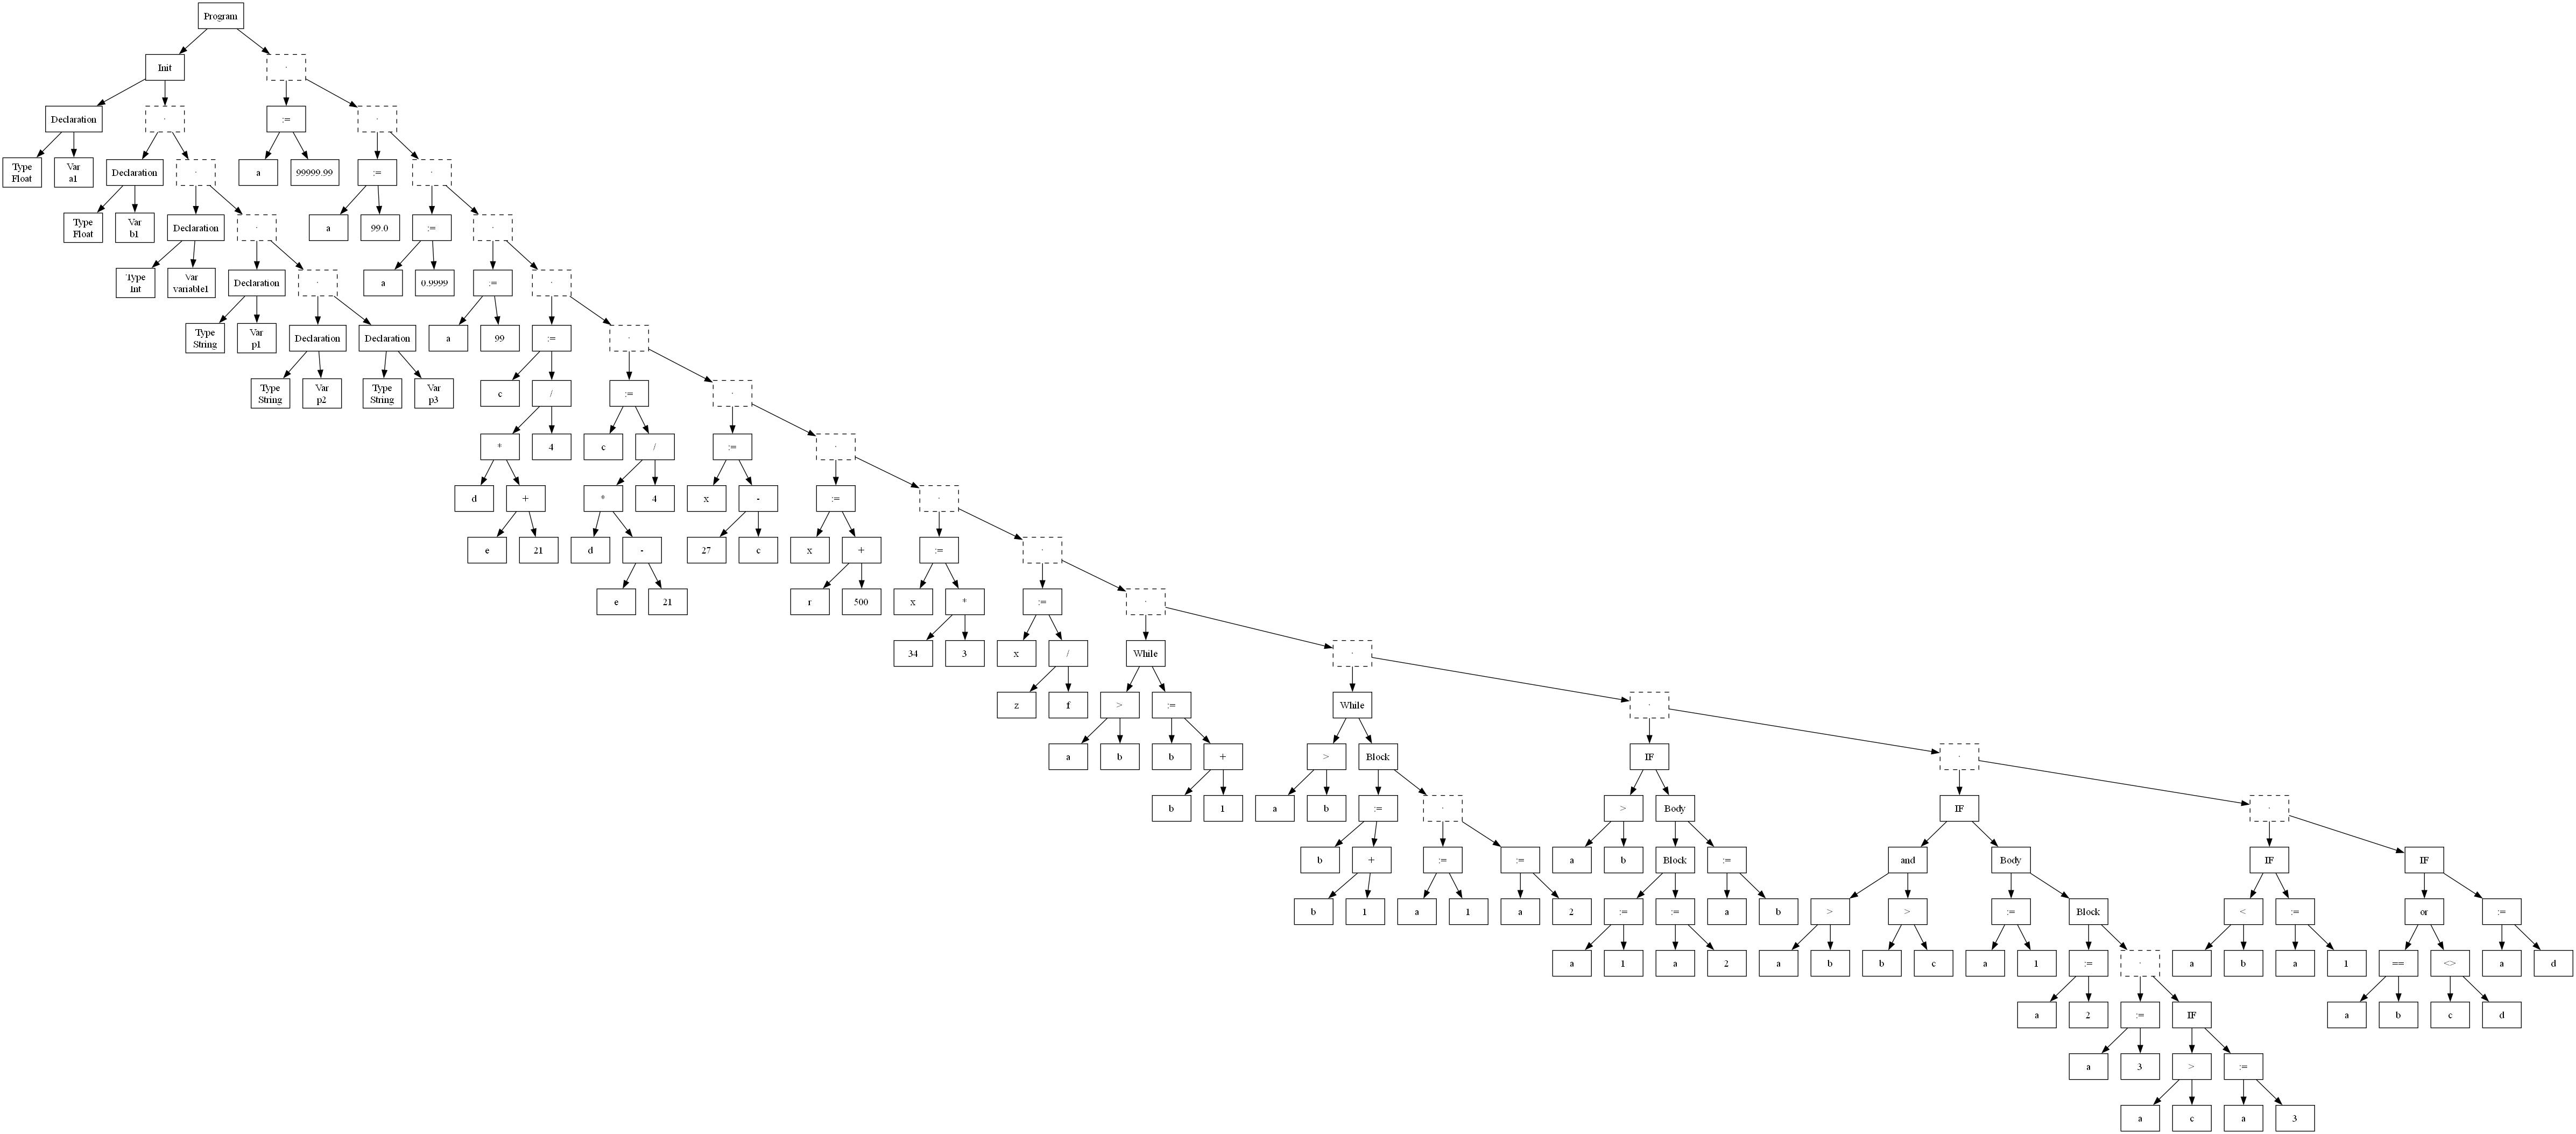 Program
Init .
Declaration . := .
Type Var Declaration . a 99999.99 := .
Float a1
Type Var Declaration . a 99.0 := .
Float b1
Type Var Declaration . a 0.9999 := .
Int variable1
Type Var Declaration Declaration a 99 := .
String p1
Type Var Type Var c / := .
String p2 String p3
* 4 c / := .
d + * 4 x - := .
e 21 d - 27 c x + := .
e 21 r 500 x * := .
34 3 x / While .
z f > := While .
a b b + > Block IF .
b 1 a b := . > Body IF .
b + := := a b Block := and Body IF IF
b 1 a 1 a 2 := := a b > > := Block < := or :=
a 1 a 2 a b b c a 1 := . a b a 1 == <> a d
a 2 := IF a b c d
a 3 > :=
a c a 3